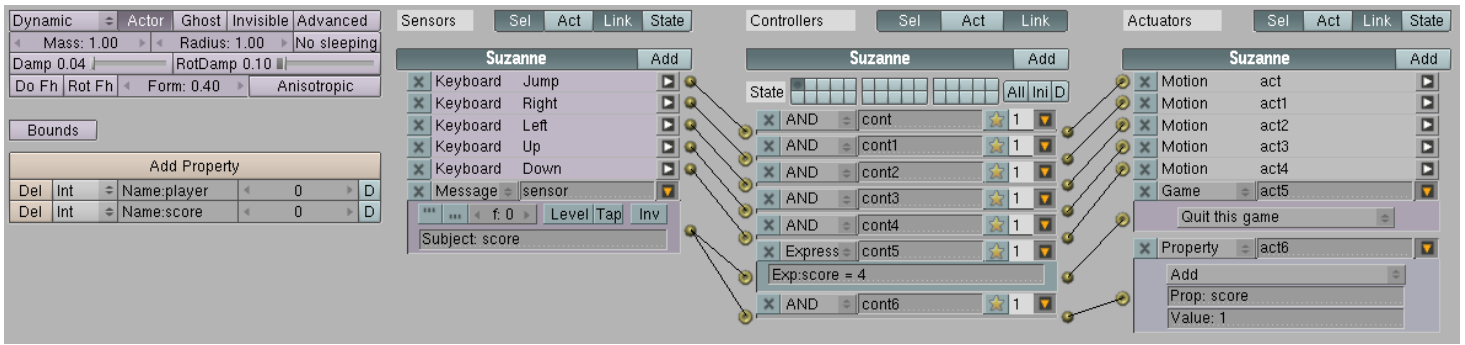 Dynamic Actor Ghost Invisible Advanced
Mass: 1.00 Radius: 1.00 No sleeping
Damp 0.04 RotDamp 0.10
Do Fh Rot Fh Form: 0.40 Anisotropic
Bounds
Add Property
Del Int Name:player 0 D
Del Int Name:score 0 D
Sensors Sel Act Link State
Suzanne Add
Keyboard Jump
Keyboard Right
Keyboard Left
Keyboard Up
Keyboard Down
Message sensor
f: 0 Level Tap Inv
Subject: score
Controllers Sel Act Link
Suzanne Add
State All Ini D
AND cont 1
AND cont1 1
AND cont2 1
AND cont3 1
AND cont4 1
Express cont5 1
Exp:score = 4
AND cont6 1
Actuators Sel Act Link State
Suzanne Add
Motion act
Motion act1
Motion act2
Motion act3
Motion act4
Game act5
Quit this game
Property act6
Add
Prop: score
Value: 1